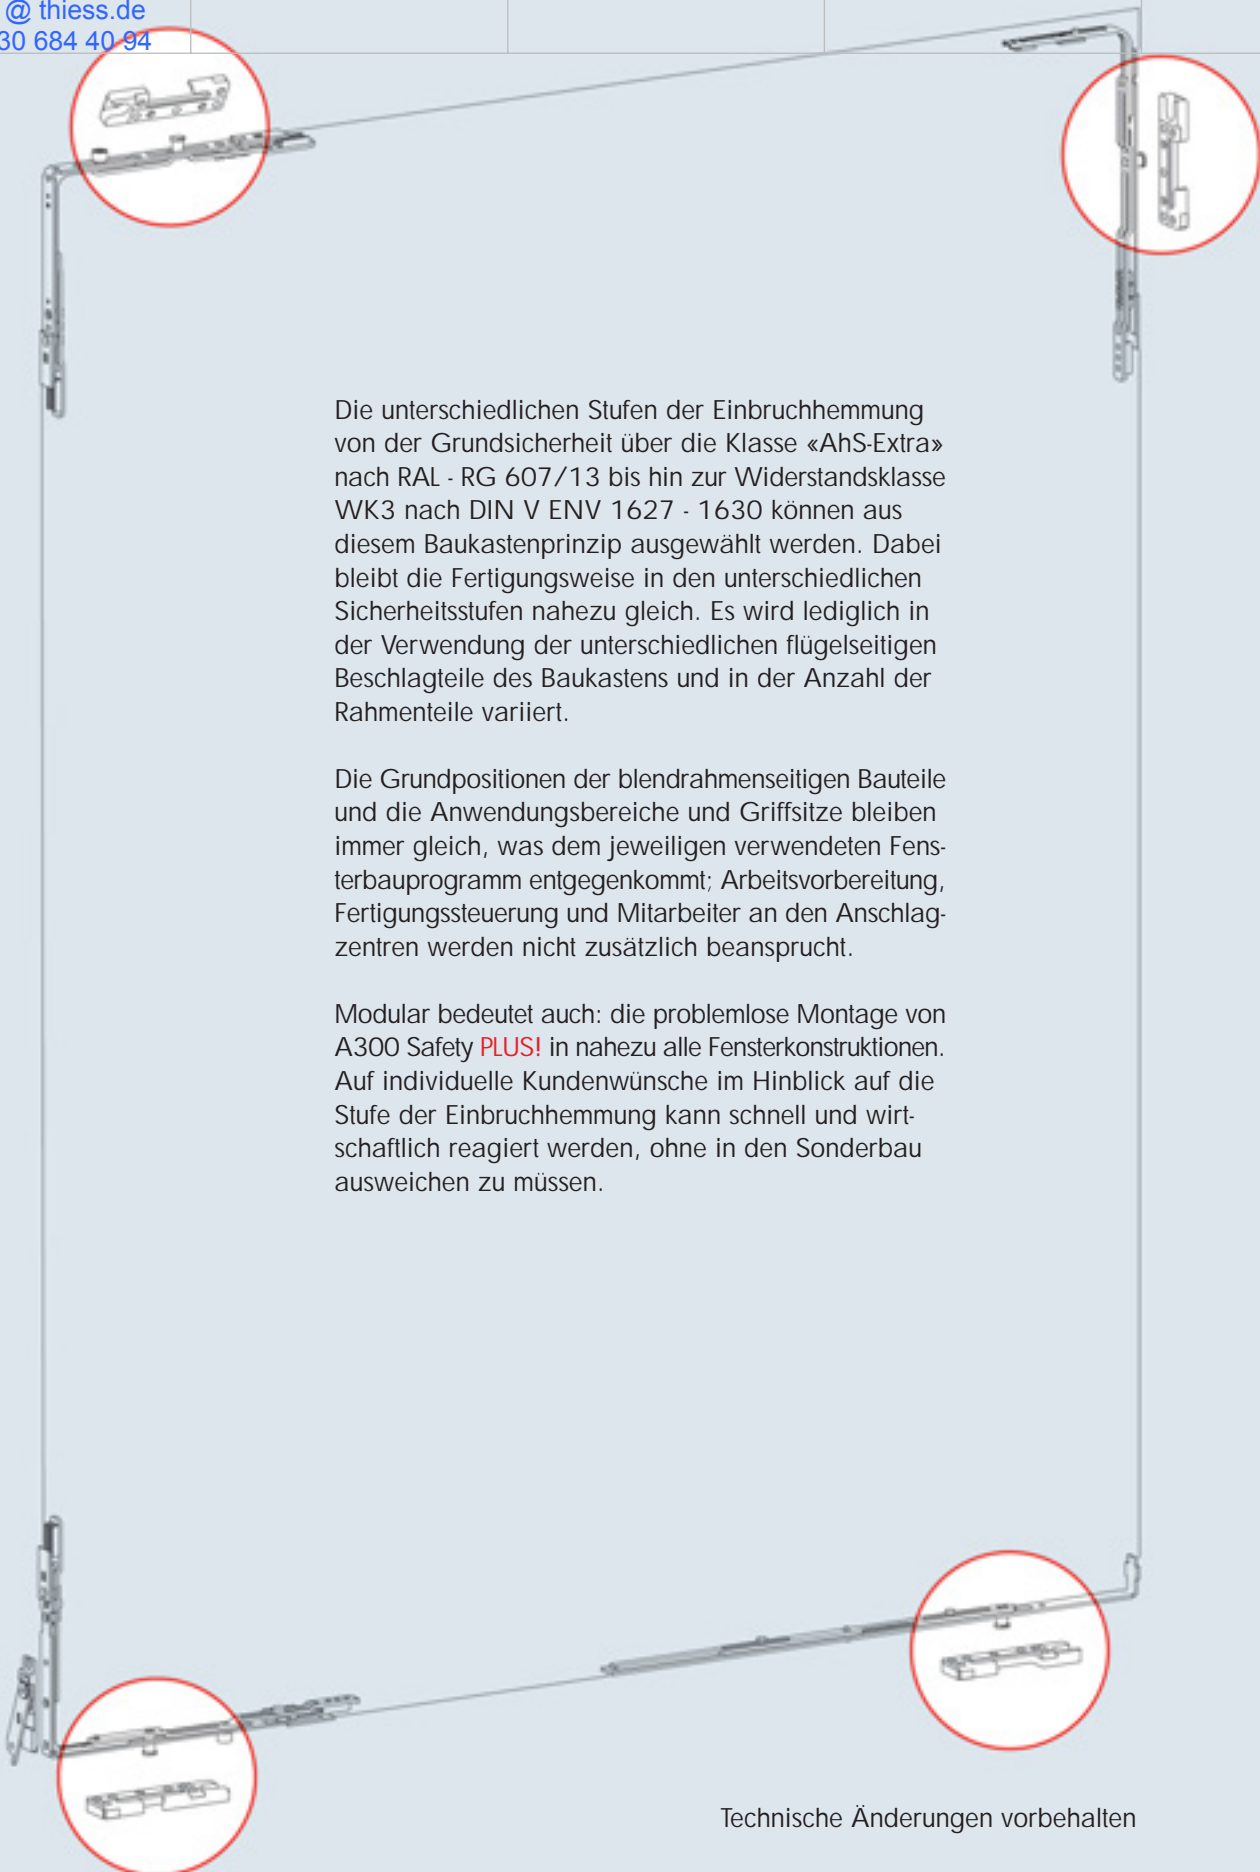 @ thiess.de
30 684 40 94
Die unterschiedlichen Stufen der Einbruchhemmung
von der Grundsicherheit über die Klasse «AhS-Extra»
nach RAL - RG 607/13 bis hin zur Widerstandsklasse
WK3 nach DIN V ENV 1627 - 1630 können aus
diesem Baukastenprinzip ausgewählt werden. Dabei
bleibt die Fertigungsweise in den unterschiedlichen
Sicherheitsstufen nahezu gleich. Es wird lediglich in
der Verwendung der unterschiedlichen flügelseitigen
Beschlagteile des Baukastens und in der Anzahl der
Rahmenteile variiert.
Die Grundpositionen der blendrahmenseitigen Bauteile
und die Anwendungsbereiche und Griffsitze bleiben
immer gleich, was dem jeweiligen verwendeten Fens-
terbauprogramm entgegenkommt; Arbeitsvorbereitung,
Fertigungssteuerung und Mitarbeiter an den Anschlag-
zentren werden nicht zusätzlich beansprucht.
Modular bedeutet auch: die problemlose Montage von
A300 Safety PLUS! in nahezu alle Fensterkonstruktionen.
Auf individuelle Kundenwünsche im Hinblick auf die
Stufe der Einbruchhemmung kann schnell und wirt-
schaftlich reagiert werden, ohne in den Sonderbau
ausweichen zu müssen.
Technische Änderungen vorbehalten